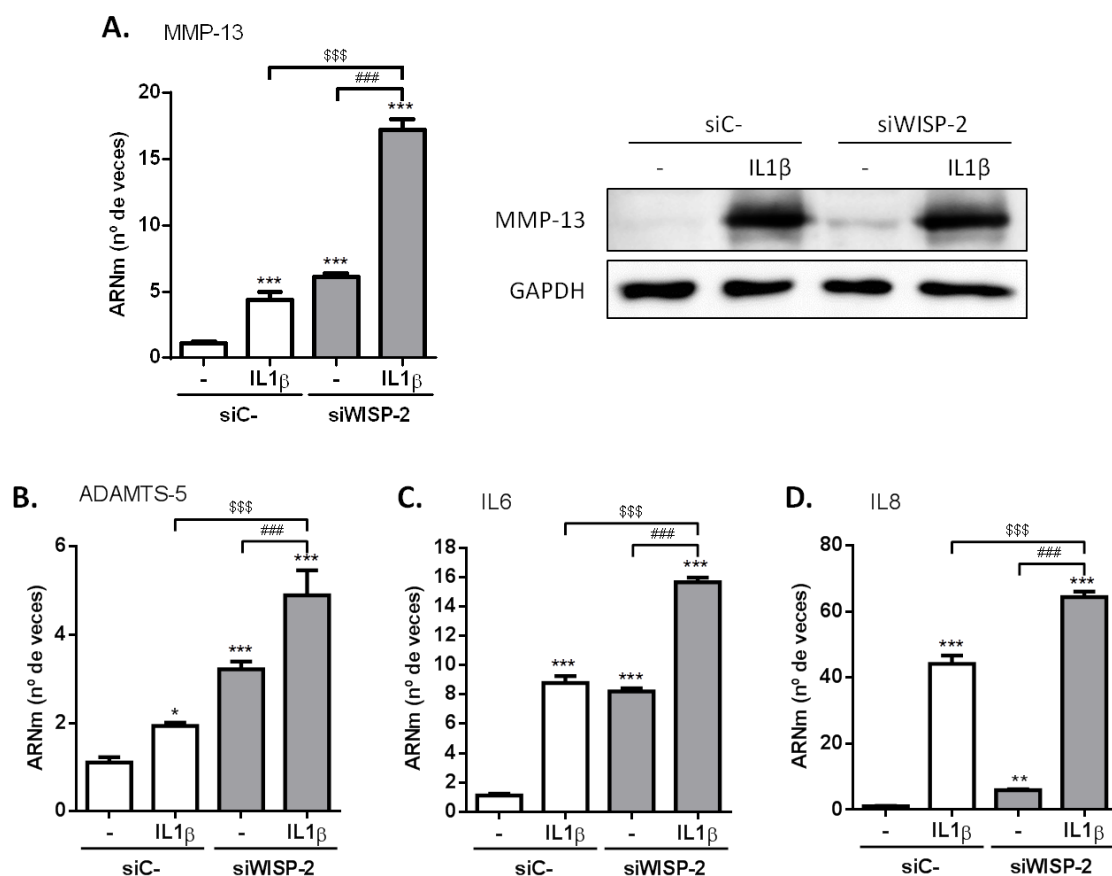 A. MMP-13
$$$
###
***
***
***
ARNm (nº de veces)
20
15
10
5
0
- IL1β - IL1β
siC- siWISP-2
siC- siWISP-2
- IL1β - IL1β
MMP-13
GAPDH
B. ADAMTS-5
$$$
###
***
***
*
ARNm (nº de veces)
6
4
2
0
- IL1β - IL1β
siC- siWISP-2
C. IL6
$$$
###
***
***
***
ARNm (nº de veces)
18
16
14
12
10
8
6
4
2
0
- IL1β - IL1β
siC- siWISP-2
D. IL8
$$$
###
***
***
**
ARNm (nº de veces)
80
60
40
20
0
- IL1β - IL1β
siC- siWISP-2